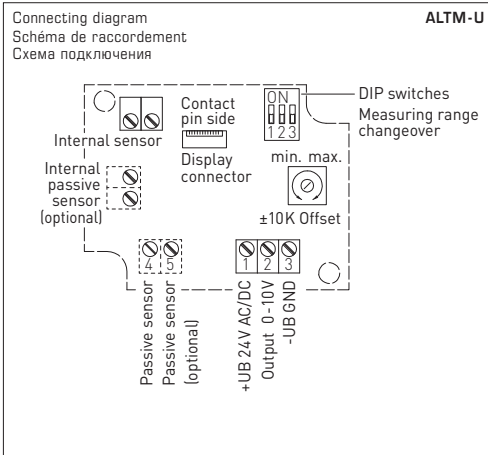 Connecting diagram
ALTM-U
Schéma de raccordement
Схема подключения
Internal sensor
Contact
pin side
Display
connector
ON
1 2 3
DIP switches
Measuring range
changeover
Internal
passive
sensor
(optional)
min. max.
±10K Offset
4
5
1
2
3
Passive sensor
Passive sensor
(optional)
+UB 24V AC/DC
Output 0-10V
-UB GND